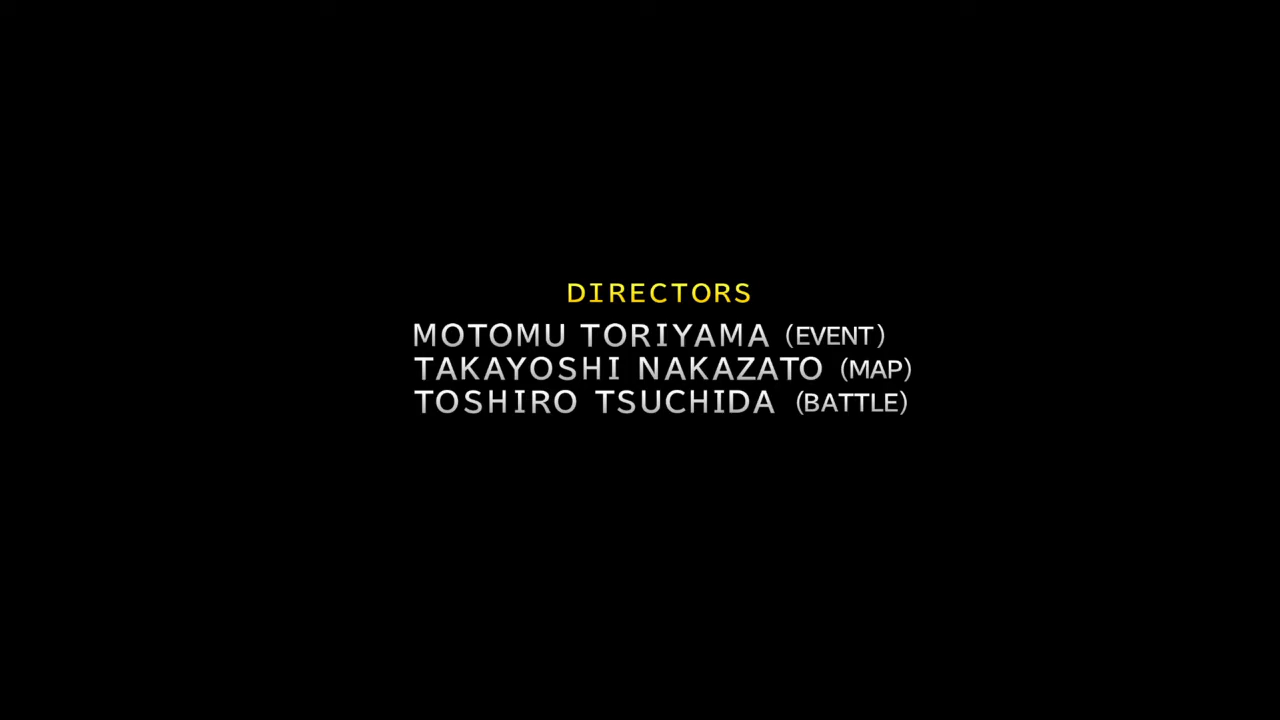 DIRECTORS
MOTOMU TORIYAMA (EVENT)
TAKAYOSHI NAKAZATO (MAP)
TOSHIRO TSUCHIDA (BATTLE)